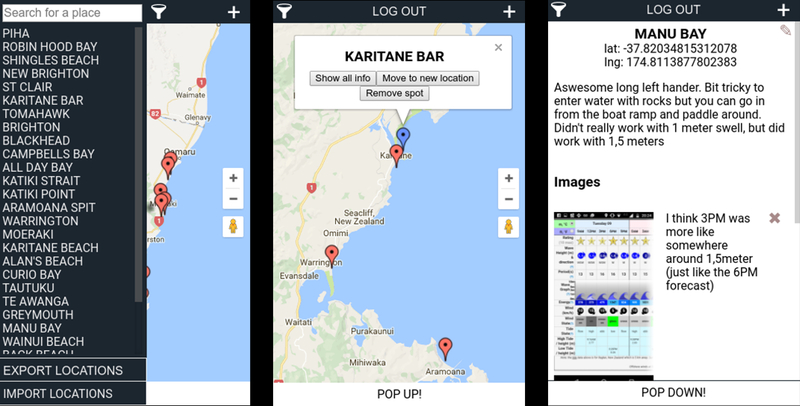 Search for a place
PIHA
ROBIN HOOD BAY
SHINGLES BEACH
NEW BRIGHTON
ST CLAIR
KARITANE BAR
TOMAHAWK
BRIGHTON
BLACKHEAD
CAMPBELLS BAY
ALL DAY BAY
KATIKI STRAIT
KATIKI POINT
ARAMOANA SPIT
WARRINGTON
MOERAKI
KARITANE BEACH
ALAN'S BEACH
CURIO BAY
TAUTUKU
TE AWANGA
GREYMOUTH
MANU BAY
WAINUI BEACH
BACK BEACH
EXPORT LOCATIONS
IMPORT LOCATIONS
+
1
Waimate
82
Glenavy
Oamaru
1
+
−
LOG OUT
+
×
KARITANE BAR
Show all info
Move to new location
Remove spot
1
Seacliff,
New Zealand
Omimi
Warrington
Evansdale
Waitati
Purakaunui
Mihiwaka
Aramoana
+
−
POP UP!
LOG OUT
+
MANU BAY
lat: -37.82034815312078
lng: 174.8113877802383
Aswesome long left hander. Bit tricky to
enter water with rocks but you can go in
from the boat ramp and paddle around.
Didn't really work with 1 meter swell, but did
work with 1,5 meters
Images
I think 3PM was
more like
somewhere
around 1,5meter
(just like the 6PM
forecast)
POP DOWN!